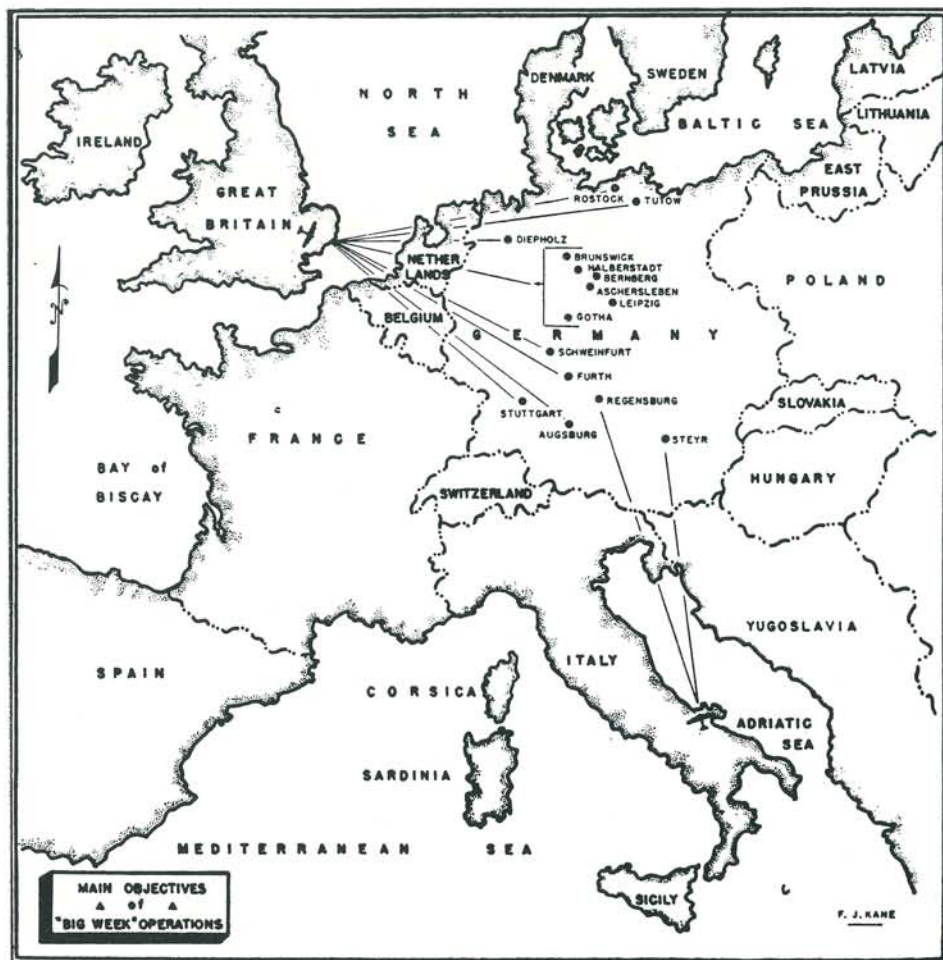 NORTH
SEA
DENMARK
SWEDEN
LATVIA
LITHUANIA
BALTIC SEA
IRELAND
GREAT
BRITAIN
EAST
PRUSSIA
ROSTOCK
TUTOW
DIEPHOLZ
NETHER
LANDS
BRUNSWICK
HALBERSTADT
BERNBERG
ASCHERSLEBEN
LEIPZIG
GOTHA
POLAND
N
BELGIUM
GERMANY
SCHWEINFURT
FURTH
REGENSBURG
STUTTGART
AUGSBURG
STEYR
SLOVAKIA
FRANCE
HUNGARY
BAY of
BISCAY
SWITZERLAND
YUGOSLAVIA
SPAIN
ITALY
CORSICA
ADRIATIC
SEA
SARDINIA
MEDITERRANEAN SEA
SICILY
MAIN OBJECTIVES
of
"BIG WEEK" OPERATIONS
F. J. KANE